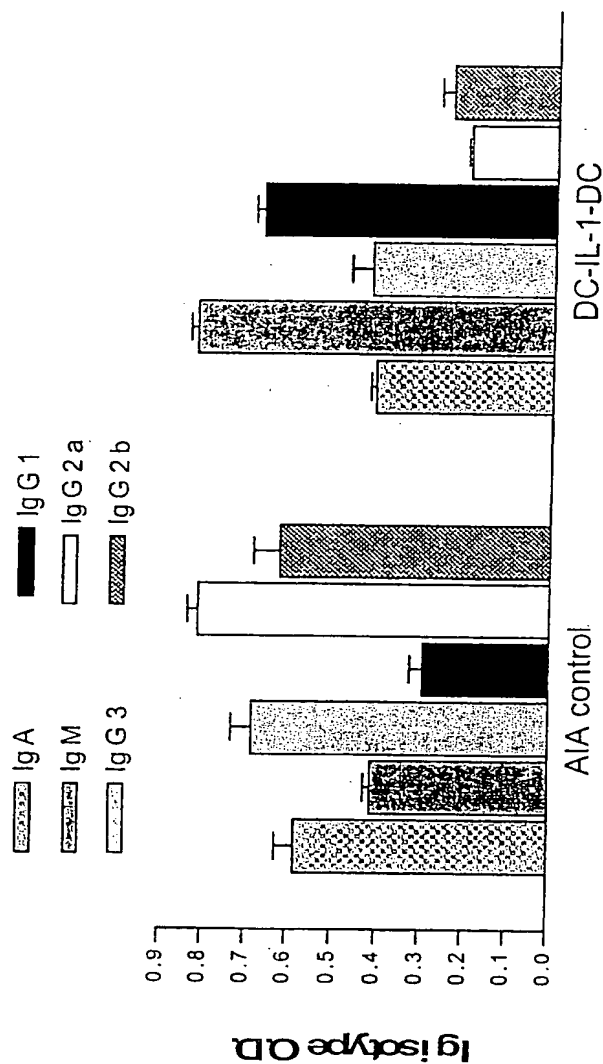 IgA
IgM
IgG3
IgG1
IgG2a
IgG2b
Ig isotype O.D.
0.9
0.8
0.7
0.6
0.5
0.4
0.3
0.2
0.1
0.0
AIA control
DC-IL-1-DC